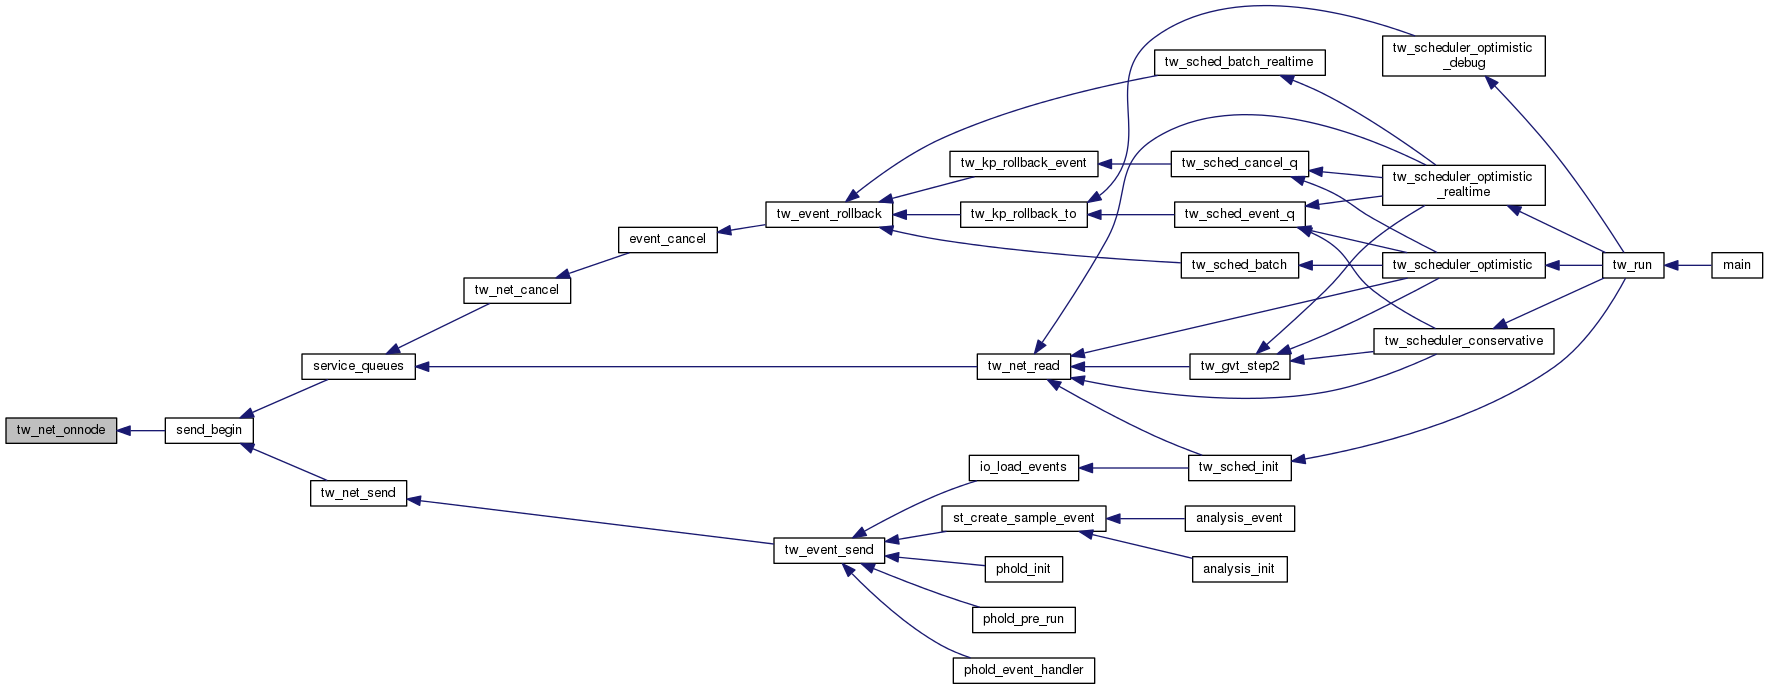 tw_scheduler_optimistic
_debug
tw_sched_batch_realtime
tw_kp_rollback_event
tw_sched_cancel_q
tw_scheduler_optimistic
_realtime
tw_event_rollback
tw_kp_rollback_to
tw_sched_event_q
event_cancel
tw_sched_batch
tw_scheduler_optimistic
tw_run
main
tw_net_cancel
tw_scheduler_conservative
service_queues
tw_net_read
tw_gvt_step2
tw_net_onnode
send_begin
io_load_events
tw_sched_init
tw_net_send
st_create_sample_event
analysis_event
tw_event_send
phold_init
analysis_init
phold_pre_run
phold_event_handler